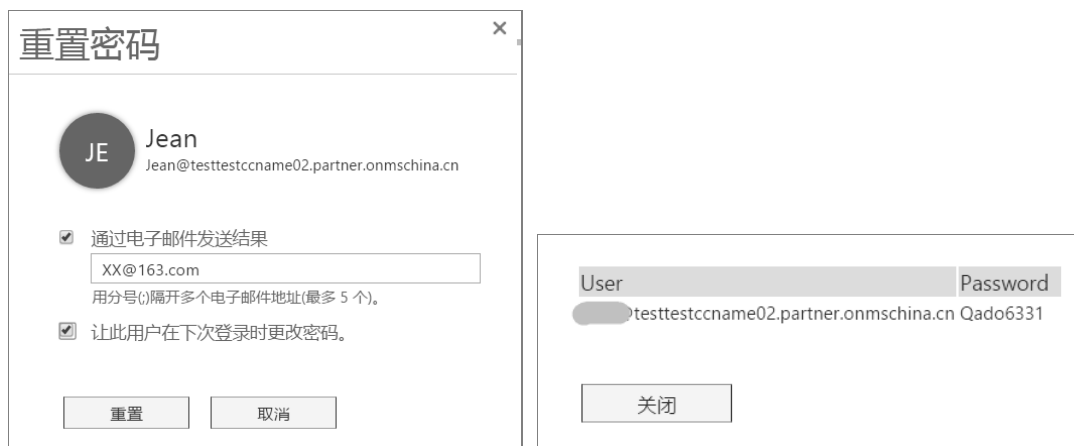 重置密码
×
JE
Jean
Jean@testtestccname02.partner.onmschina.cn
通过电子邮件发送结果
XX@163.com
用分号(;)隔开多个电子邮件地址(最多 5 个)。
让此用户在下次登录时更改密码。
重置 取消
User Password
testtestccname02.partner.onmschina.cn Qado6331
关闭